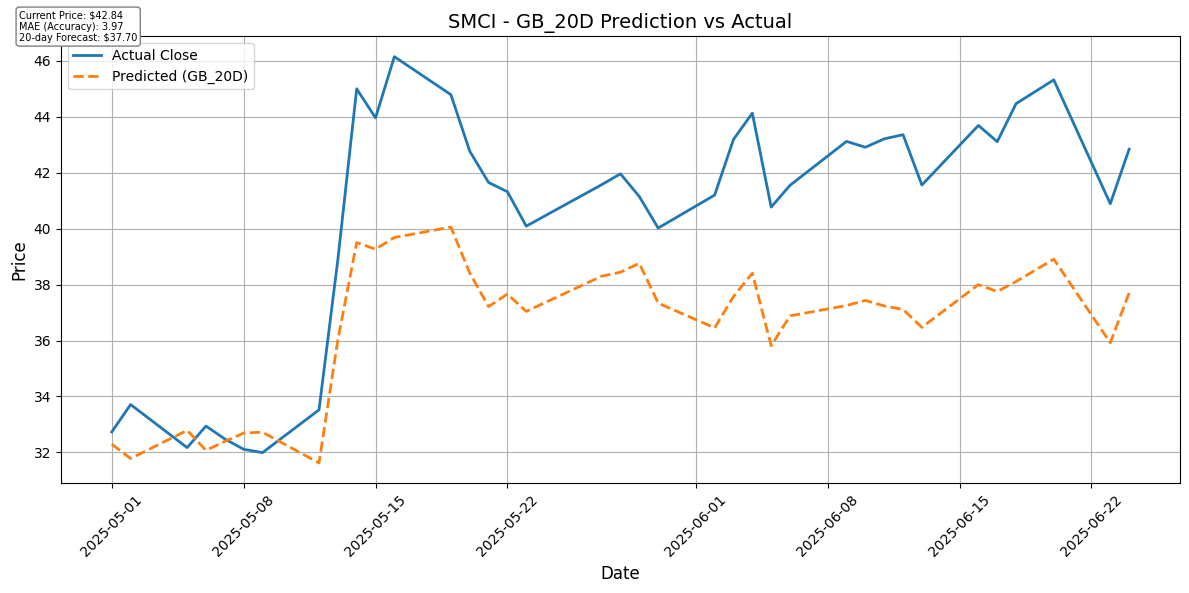 SMCI - GB_20D Prediction vs Actual
Current Price: $42.84
MAE (Accuracy): 3.97
20-day Forecast: $37.70
Actual Close
Predicted (GB_20D)
Price
46
44
42
40
38
36
34
32
2025-05-01
2025-05-08
2025-05-15
2025-05-22
2025-06-01
2025-06-08
2025-06-15
2025-06-22
Date